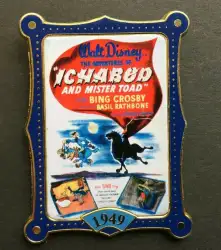 Walt Disney
THE ADVENTURES OF
"ICHABOD
AND MISTER TOAD"
BING CROSBY
BASIL RATHBONE
1949